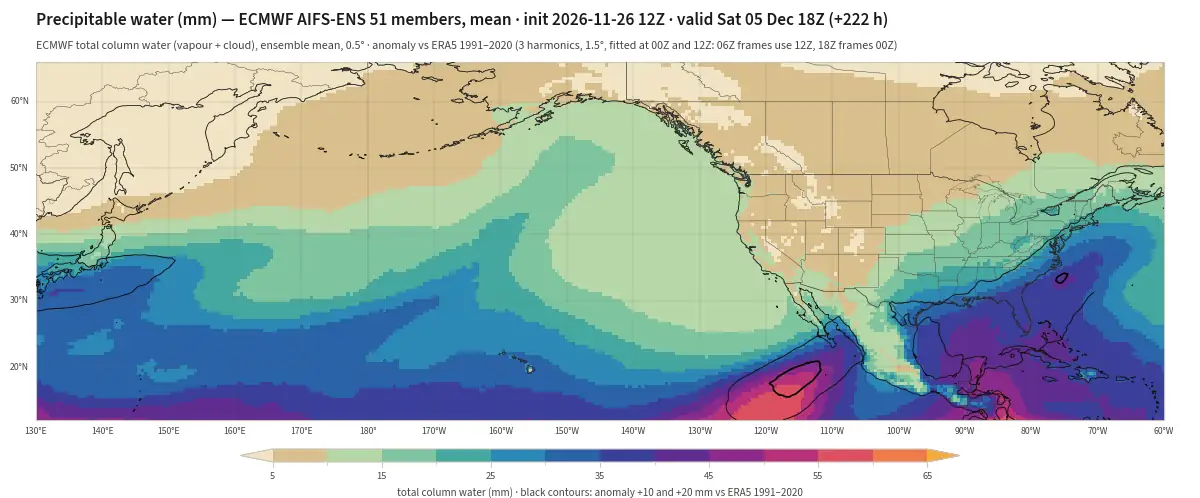 Precipitable water (mm) — ECMWF AIFS-ENS 51 members, mean · init 2026-11-26 12Z · valid Sat 05 Dec 18Z (+222 h)
ECMWF total column water (vapour + cloud), ensemble mean, 0.5° · anomaly vs ERA5 1991–2020 (3 harmonics, 1.5°, fitted at 00Z and 12Z: 06Z frames use 12Z, 18Z frames 00Z)
60°N
50°N
40°N
30°N
20°N
130°E 140°E 150°E 160°E 170°E 180° 170°W 160°W 150°W 140°W 130°W 120°W 110°W 100°W 90°W 80°W 70°W 60°W
5 15 25 35 45 55 65
total column water (mm) · black contours: anomaly +10 and +20 mm vs ERA5 1991–2020